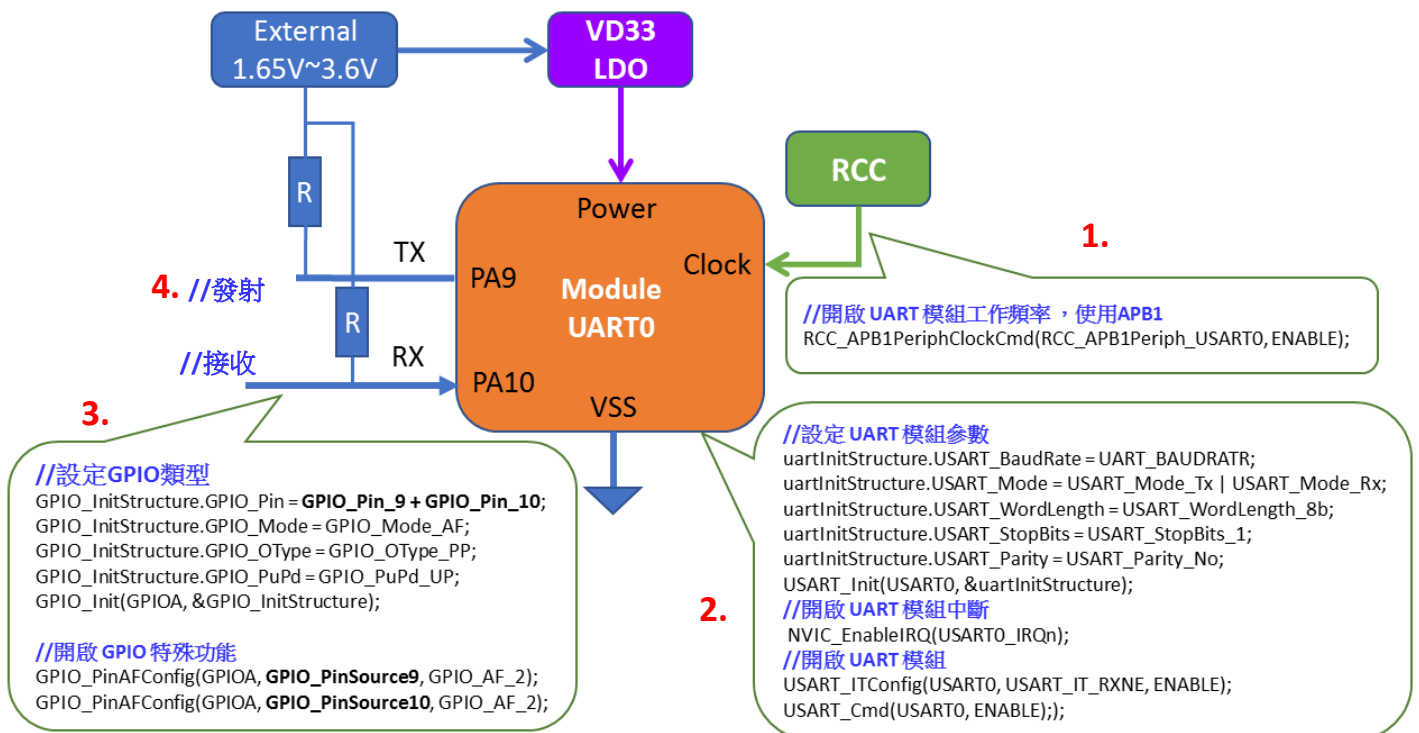 External
1.65V~3.6V
VD33
LDO
RCC
R
Power
TX
Clock
1.
4. //發射
PA9
Module
UART0
R
//開啟 UART 模組工作頻率，使用APB1
RCC_APB1PeriphClockCmd(RCC_APB1Periph_USART0, ENABLE);
//接收
RX
PA10
VSS
3.
//設定GPIO類型
GPIO_InitStructure.GPIO_Pin = GPIO_Pin_9 + GPIO_Pin_10;
GPIO_InitStructure.GPIO_Mode = GPIO_Mode_AF;
GPIO_InitStructure.GPIO_OType = GPIO_OType_PP;
GPIO_InitStructure.GPIO_PuPd = GPIO_PuPd_UP;
GPIO_Init(GPIOA, &GPIO_InitStructure);
//開啟 GPIO 特殊功能
GPIO_PinAFConfig(GPIOA, GPIO_PinSource9, GPIO_AF_2);
GPIO_PinAFConfig(GPIOA, GPIO_PinSource10, GPIO_AF_2);
2.
//設定 UART 模組參數
uartInitStructure.USART_BaudRate = UART_BAUDRATR;
uartInitStructure.USART_Mode = USART_Mode_Tx | USART_Mode_Rx;
uartInitStructure.USART_WordLength = USART_WordLength_8b;
uartInitStructure.USART_StopBits = USART_StopBits_1;
uartInitStructure.USART_Parity = USART_Parity_No;
USART_Init(USART0, &uartInitStructure);
//開啟 UART 模組中斷
NVIC_EnableIRQ(USART0_IRQn);
//開啟 UART 模組
USART_ITConfig(USART0, USART_IT_RXNE, ENABLE);
USART_Cmd(USART0, ENABLE););